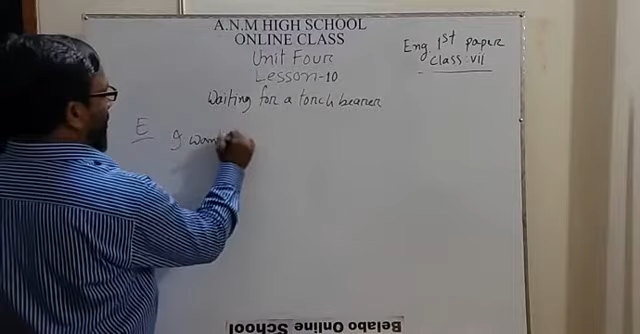 A.N.M HIGH SCHOOL
ONLINE CLASS
Unit Four
Lesson-10
Eng. 1st paper
Class: VII
Waiting for a torch bearer
E
I want
Belabo Online School